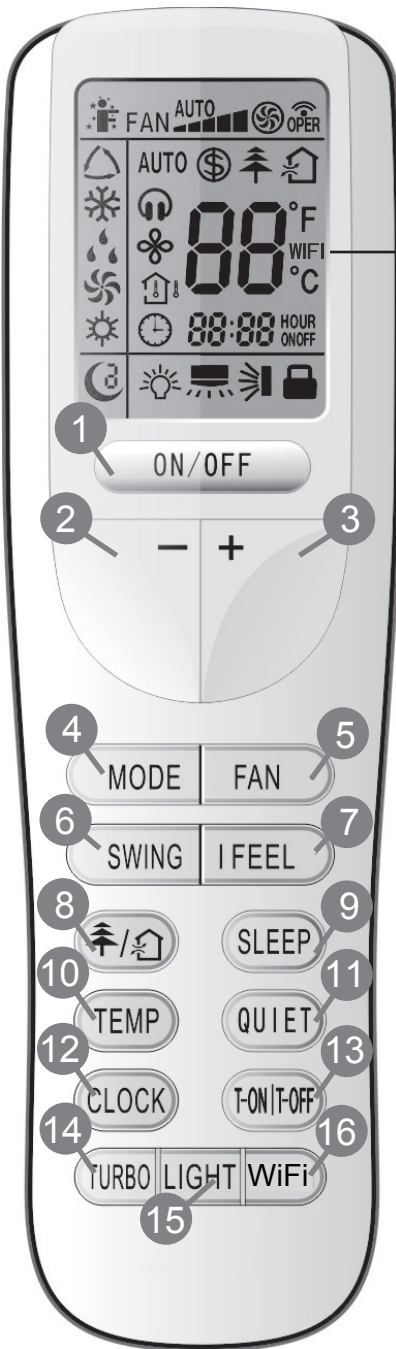 FAN AUTO OPER
AUTO
88 °F
WIFI
°C
88:88 HOUR
ONOFF
1
ON/OFF
2 − + 3
4 5
MODE FAN
6 7
SWING I FEEL
8 9
/ SLEEP
10 11
TEMP QUIET
12 13
CLOCK T-ON|T-OFF
14 16
TURBO LIGHT WiFi
15